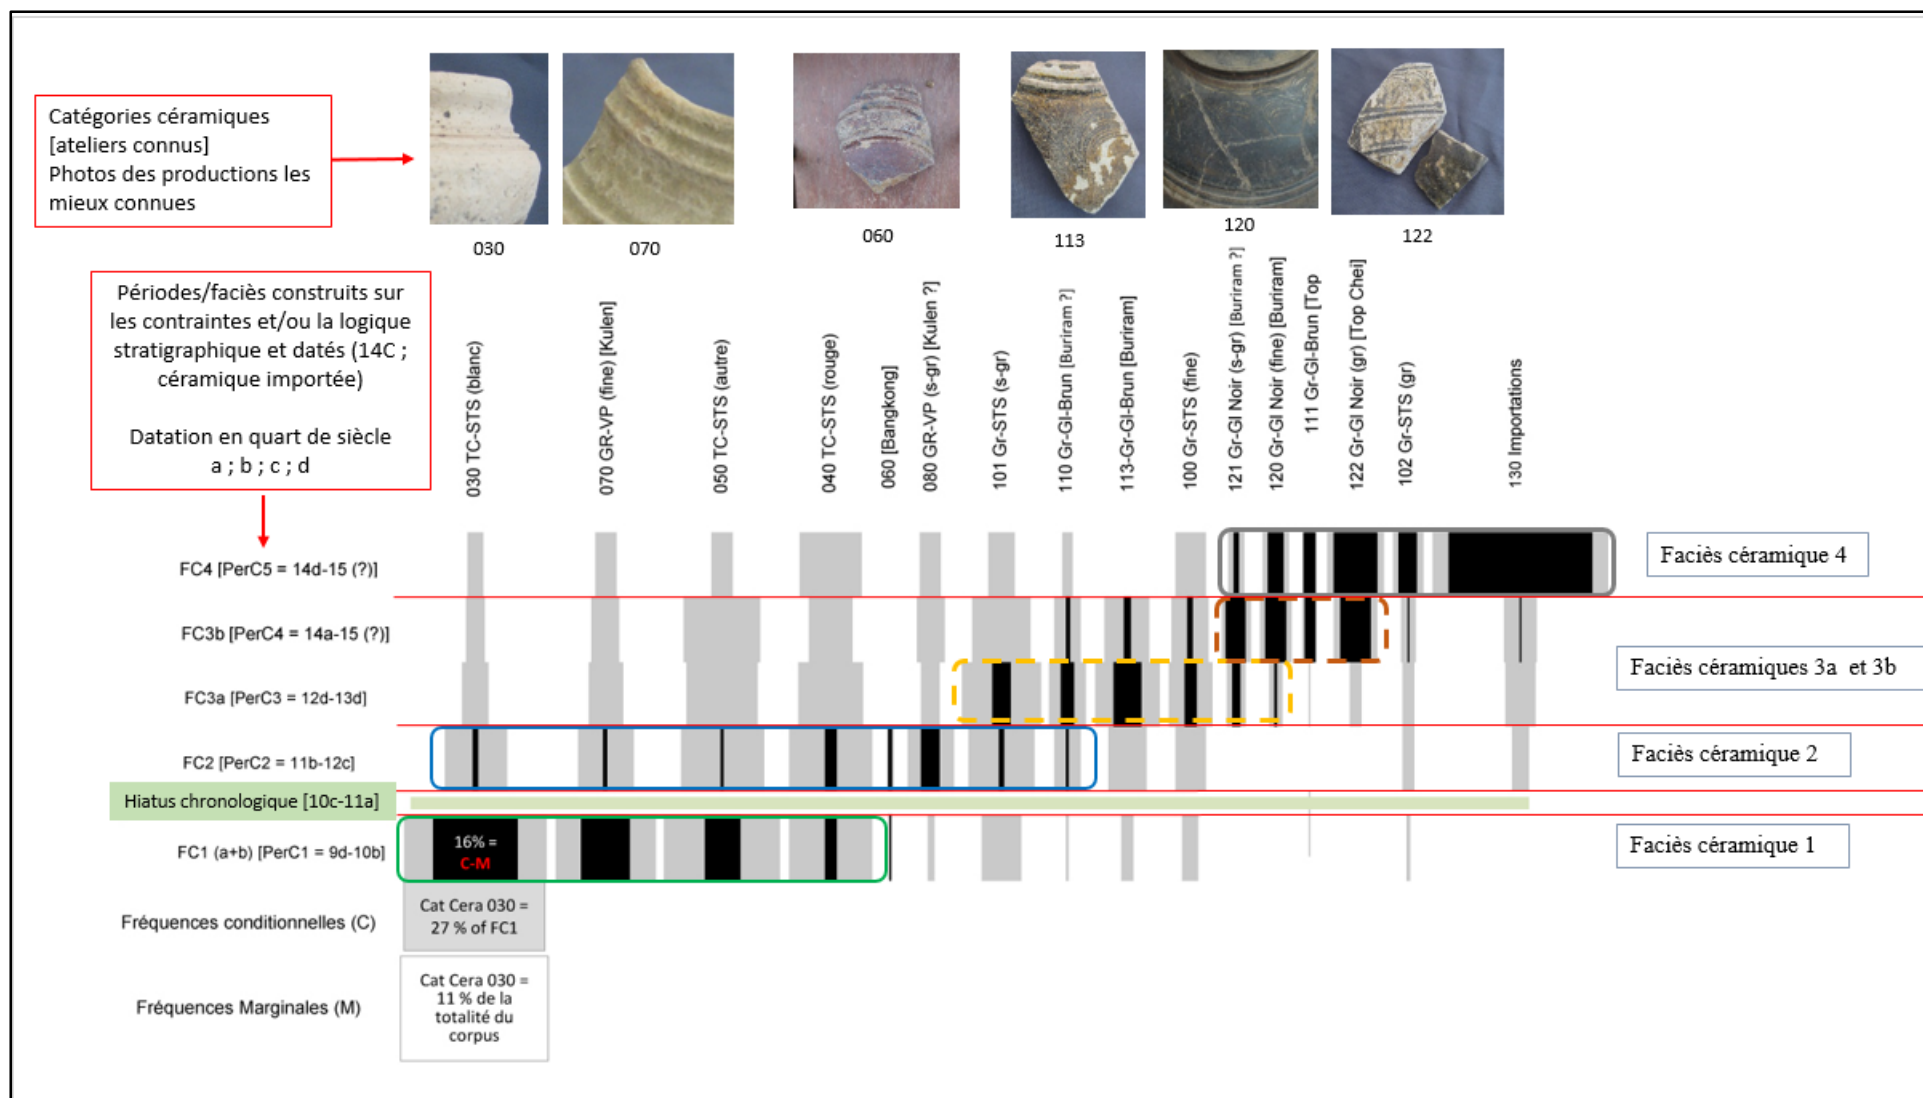 Catégories céramiques
[ateliers connus]
Photos des productions les
mieux connues
030
070
060
113
120
122
Périodes/faciès construits sur
les contraintes et/ou la logique
stratigraphique et datés (14C ;
céramique importée)
Datation en quart de siècle
a ; b ; c ; d
030 TC-STS (blanc)
070 GR-VP (fine) [Kulen]
050 TC-STS (autre)
040 TC-STS (rouge)
060 [Bangkong]
080 GR-VP (s-gr) [Kulen ?]
101 Gr-STS (s-gr)
110 Gr-Gl-Brun [Buriram ?]
113-Gr-Gl-Brun [Buriram]
100 Gr-STS (fine)
121 Gr-Gl Noir (s-gr) [Buriram ?]
120 Gr-Gl Noir (fine) [Buriram]
111 Gr-Gl-Brun [Top
122 Gr-Gl Noir (gr) [Top Chei]
102 Gr-STS (gr)
130 Importations
FC4 [PerC5 = 14d-15 (?)]
Faciès céramique 4
FC3b [PerC4 = 14a-15 (?)]
Faciès céramiques 3a et 3b
FC3a [PerC3 = 12d-13d]
FC2 [PerC2 = 11b-12c]
Faciès céramique 2
Hiatus chronologique [10c-11a]
FC1 (a+b) [PerC1 = 9d-10b]
16% =
C-M
Faciès céramique 1
Fréquences conditionnelles (C)
Cat Cera 030 =
27 % of FC1
Fréquences Marginales (M)
Cat Cera 030 =
11 % de la
totalité du
corpus